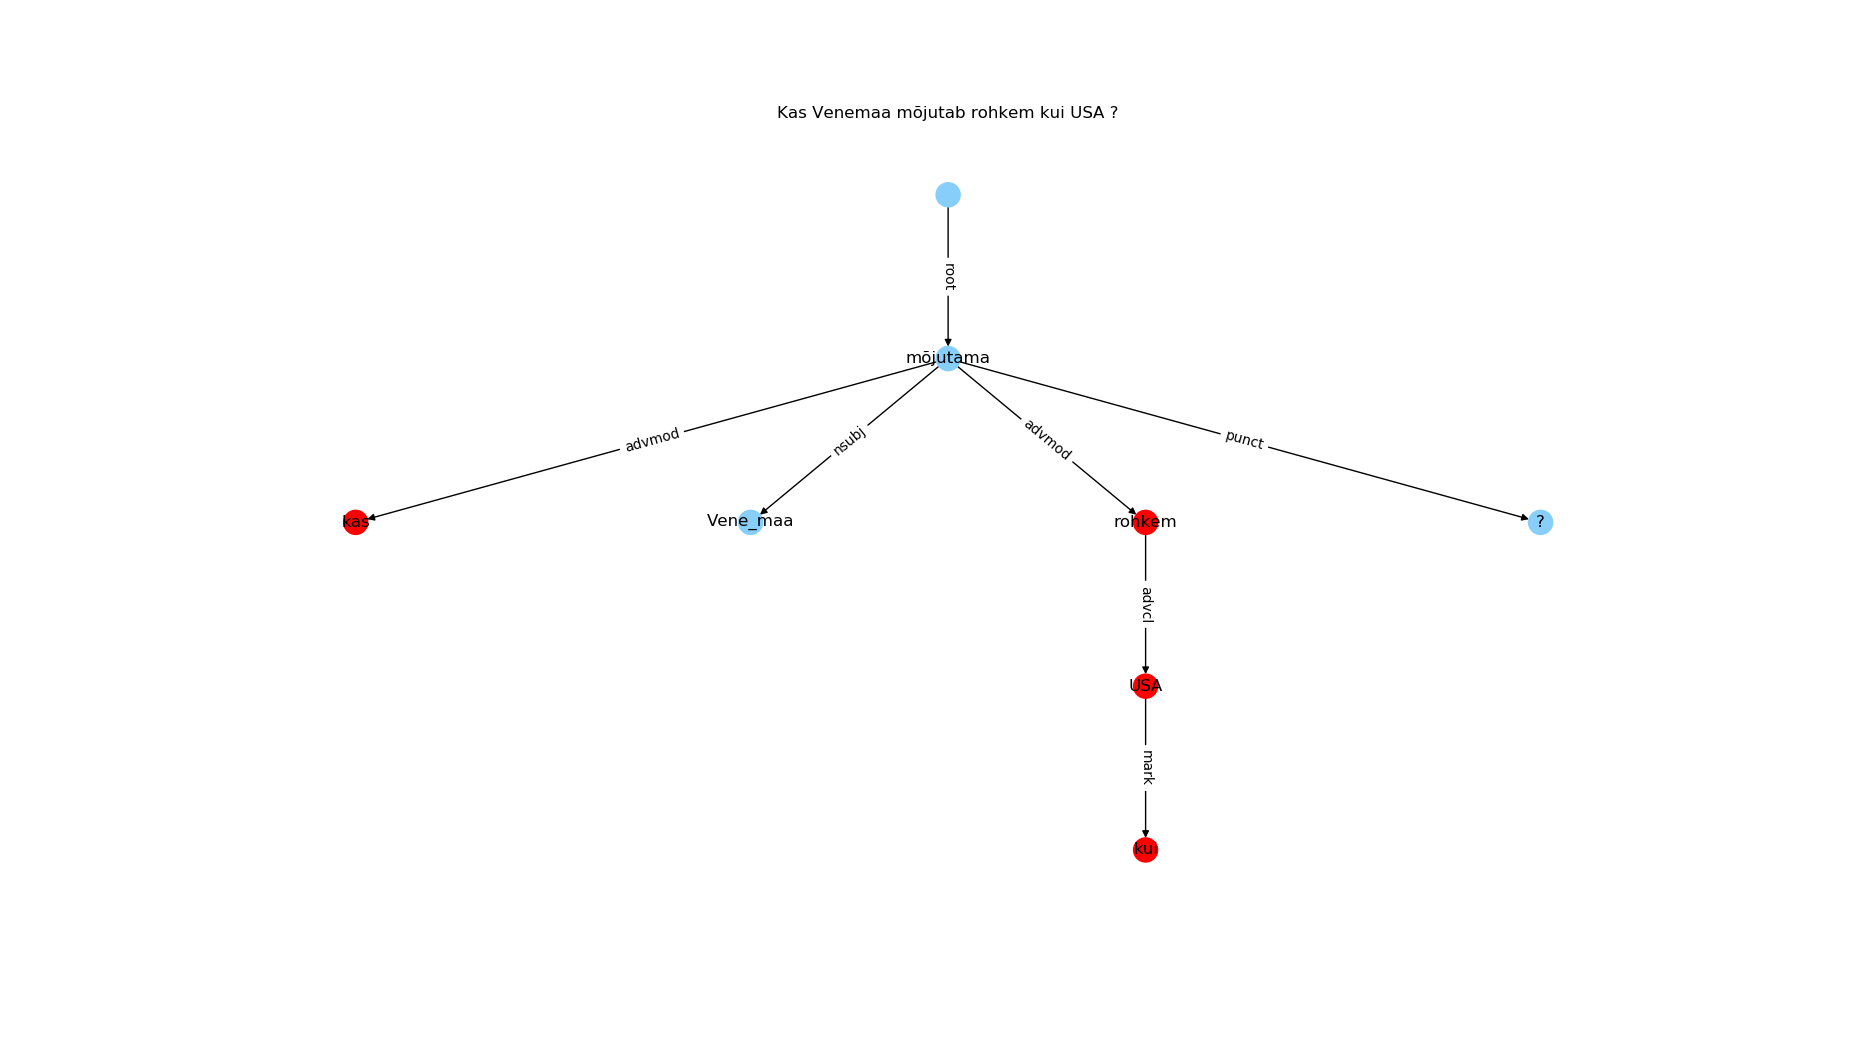 Kas Venemaa mõjutab rohkem kui USA ?
root
mõjutama
advmod
nsubj
advmod
punct
kas
Vene_maa
rohkem
?
advcl
USA
mark
kui